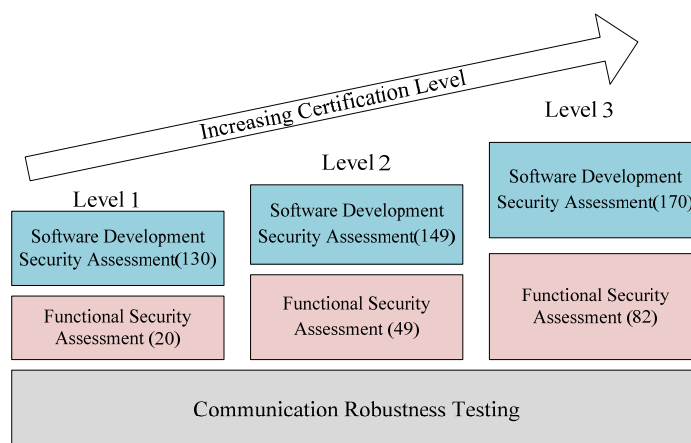 Increasing Certification Level
Level 1
Software Development
Security Assessment(130)
Functional Security
Assessment (20)
Level 2
Software Development
Security Assessment(149)
Functional Security
Assessment (49)
Level 3
Software Development
Security Assessment(170)
Functional Security
Assessment (82)
Communication Robustness Testing